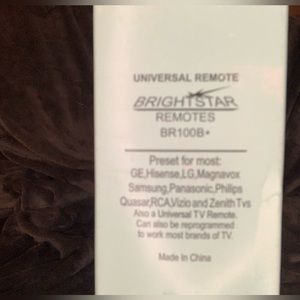 UNIVERSAL REMOTE
BRIGHTSTAR
REMOTES
BR100B*
Preset for most:
GE,Hisense,LG,Magnavox
Samsung,Panasonic,Philips
Quasar,RCA,Vizio and Zenith Tvs
Also a Universal TV Remote.
Can also be reprogrammed
to work most brands of TV.
Made In China